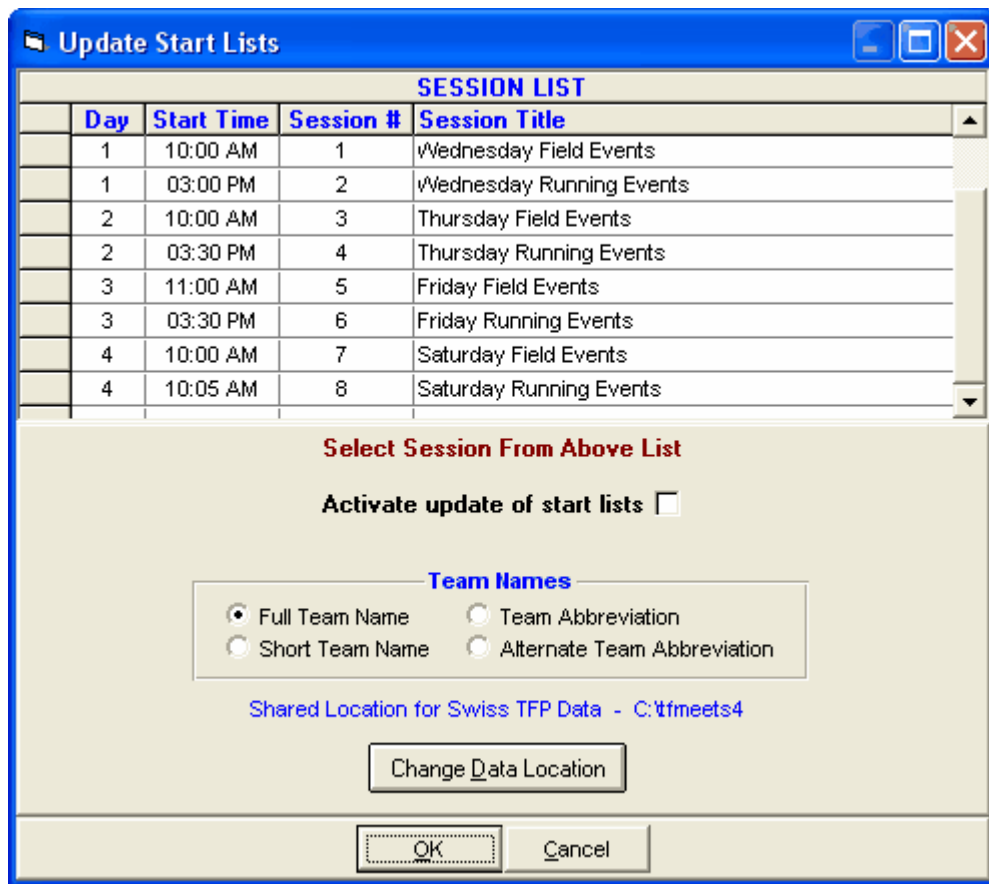 Update Start Lists
SESSION LIST
Day Start Time Session # Session Title
1 10:00 AM 1 Wednesday Field Events
1 03:00 PM 2 Wednesday Running Events
2 10:00 AM 3 Thursday Field Events
2 03:30 PM 4 Thursday Running Events
3 11:00 AM 5 Friday Field Events
3 03:30 PM 6 Friday Running Events
4 10:00 AM 7 Saturday Field Events
4 10:05 AM 8 Saturday Running Events
Select Session From Above List
Activate update of start lists
Team Names
Full Team Name Team Abbreviation
Short Team Name Alternate Team Abbreviation
Shared Location for Swiss TFP Data - C:\tfmeets4
Change Data Location
OK Cancel